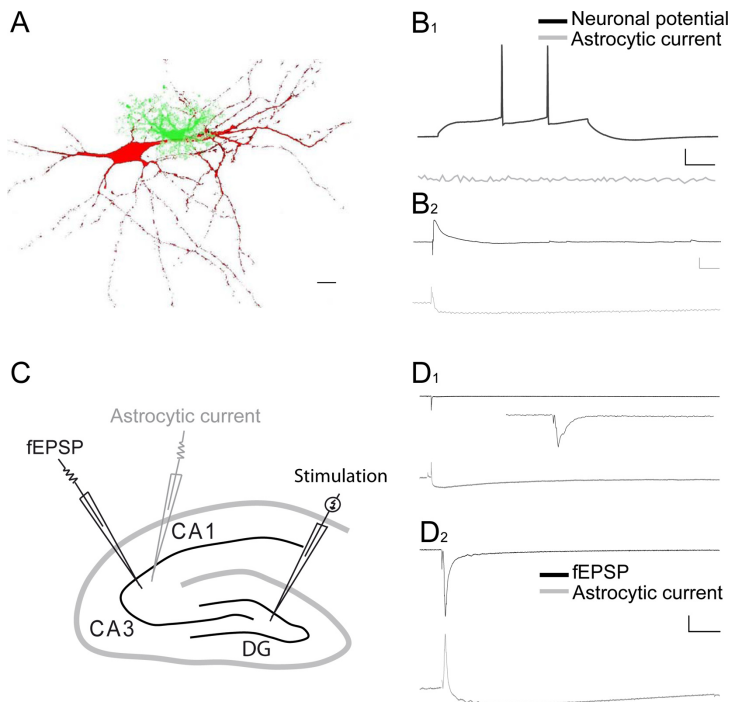 A
B1
Neuronal potential
Astrocytic current
B2
C
Astrocytic current
fEPSP
Stimulation
CA1
CA3
DG
D1
D2
fEPSP
Astrocytic current